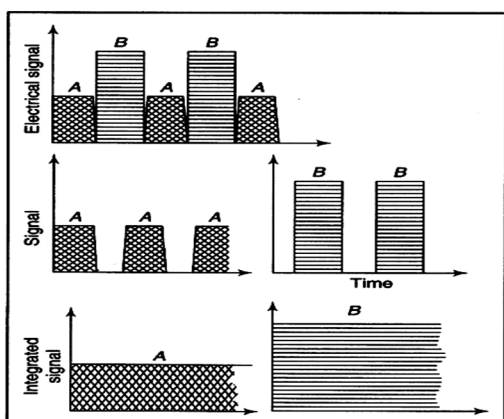 Electrical signal
A B A B A
Signal
A A A
B B
Time
Integrated
signal
A
B